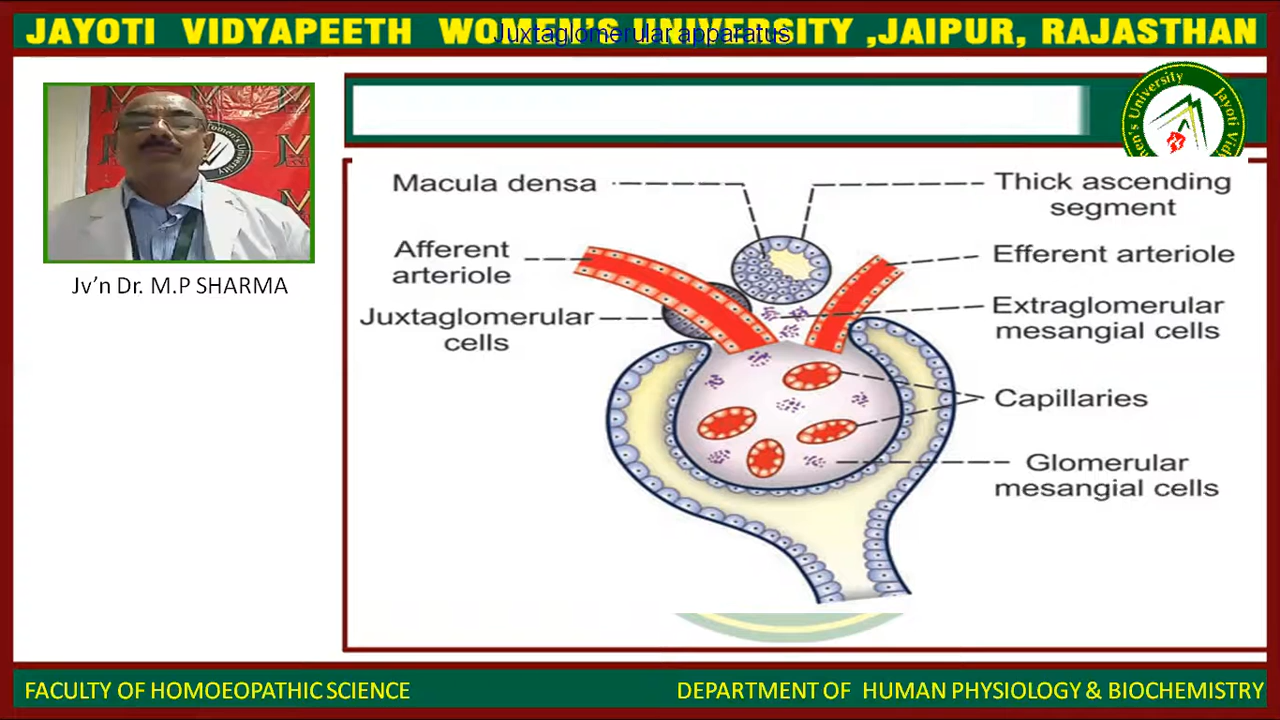 JAYOTI VIDYAPEETH WOMEN'S UNIVERSITY ,JAIPUR, RAJASTHAN
Juxtaglomerular apparatus
Jv'n Dr. M.P SHARMA
Macula densa
Thick ascending
segment
Afferent
arteriole
Efferent arteriole
Juxtaglomerular
cells
Extraglomerular
mesangial cells
Capillaries
Glomerular
mesangial cells
FACULTY OF HOMOEOPATHIC SCIENCE
DEPARTMENT OF HUMAN PHYSIOLOGY & BIOCHEMISTRY